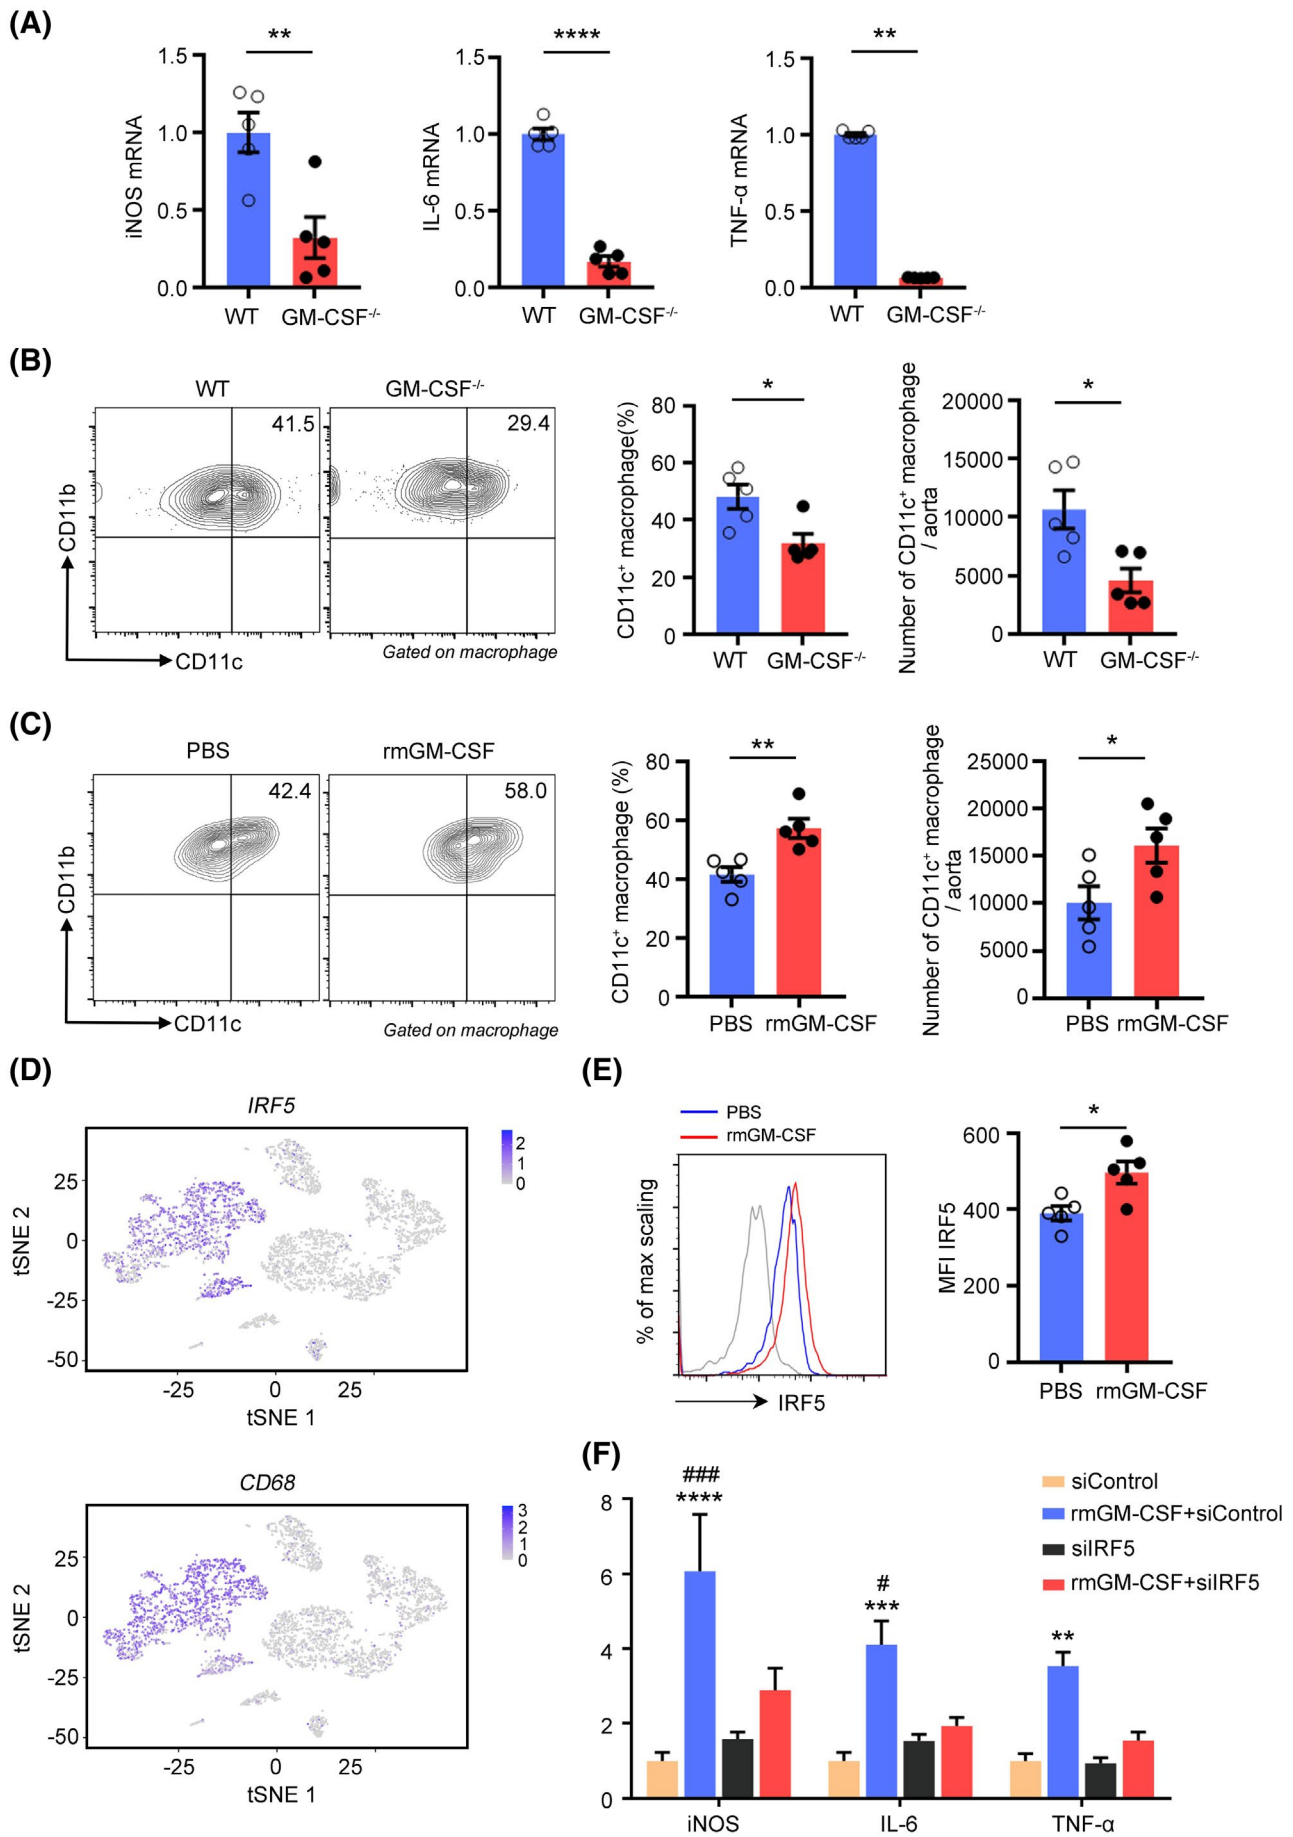 (A)
** **** **
1.5 1.5 1.5
1.0 1.0 1.0
0.5 0.5 0.5
0.0 0.0 0.0
iNOS mRNA
IL-6 mRNA
TNF-α mRNA
WT GM-CSF-/- WT GM-CSF-/- WT GM-CSF-/-
(B)
WT GM-CSF-/-
41.5 29.4
CD11b
CD11c
Gated on macrophage
*
80
60
40
20
0
CD11c+ macrophage(%)
WT GM-CSF-/-
*
20000
15000
10000
5000
0
Number of CD11c+ macrophage
/ aorta
WT GM-CSF-/-
(C)
PBS rmGM-CSF
42.4 58.0
CD11b
CD11c
Gated on macrophage
**
80
60
40
20
0
CD11c+ macrophage (%)
PBS rmGM-CSF
*
25000
20000
15000
10000
5000
0
Number of CD11c+ macrophage
/ aorta
PBS rmGM-CSF
(D)
IRF5
2
1
0
25
0
-25
-50
tSNE 2
-25 0 25
tSNE 1
CD68
3
2
1
0
25
0
-25
-50
tSNE 2
-25 0 25
tSNE 1
(E)
PBS
rmGM-CSF
% of max scaling
IRF5
*
600
400
200
0
MFI IRF5
PBS rmGM-CSF
(F)
###
****
#
***
**
siControl
rmGM-CSF+siControl
siIRF5
rmGM-CSF+siIRF5
8
6
4
2
0
iNOS IL-6 TNF-α